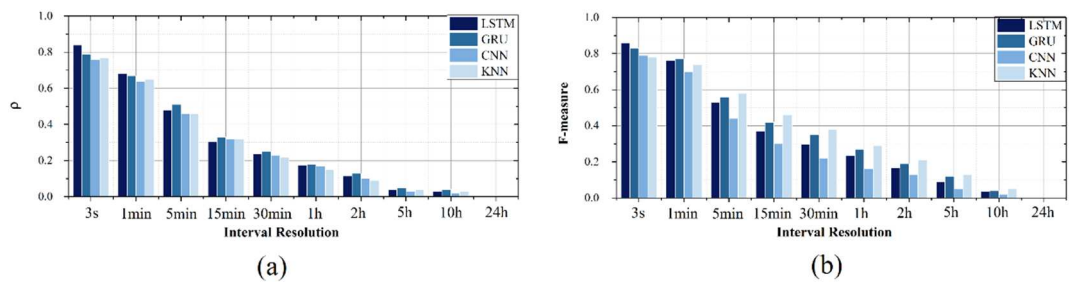 1.0
0.8
0.6
0.4
0.2
0.0
ρ
LSTM
GRU
CNN
KNN
3s 1min 5min 15min 30min 1h 2h 5h 10h 24h
Interval Resolution
(a)
1.0
0.8
0.6
0.4
0.2
0.0
F-measure
LSTM
GRU
CNN
KNN
3s 1min 5min 15min 30min 1h 2h 5h 10h 24h
Interval Resolution
(b)